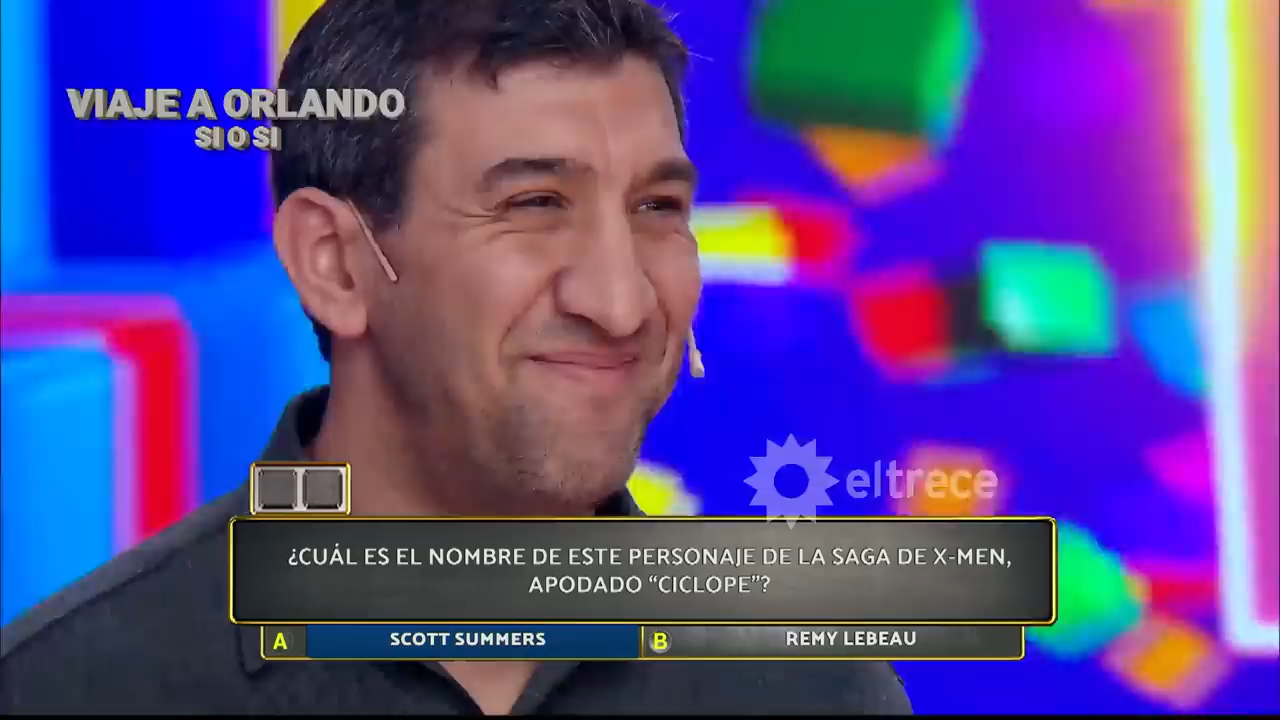 VIAJE A ORLANDO
SI O SI
eltrece
¿CUÁL ES EL NOMBRE DE ESTE PERSONAJE DE LA SAGA DE X-MEN,
APODADO “CICLOPE”?
A SCOTT SUMMERS
B REMY LEBEAU